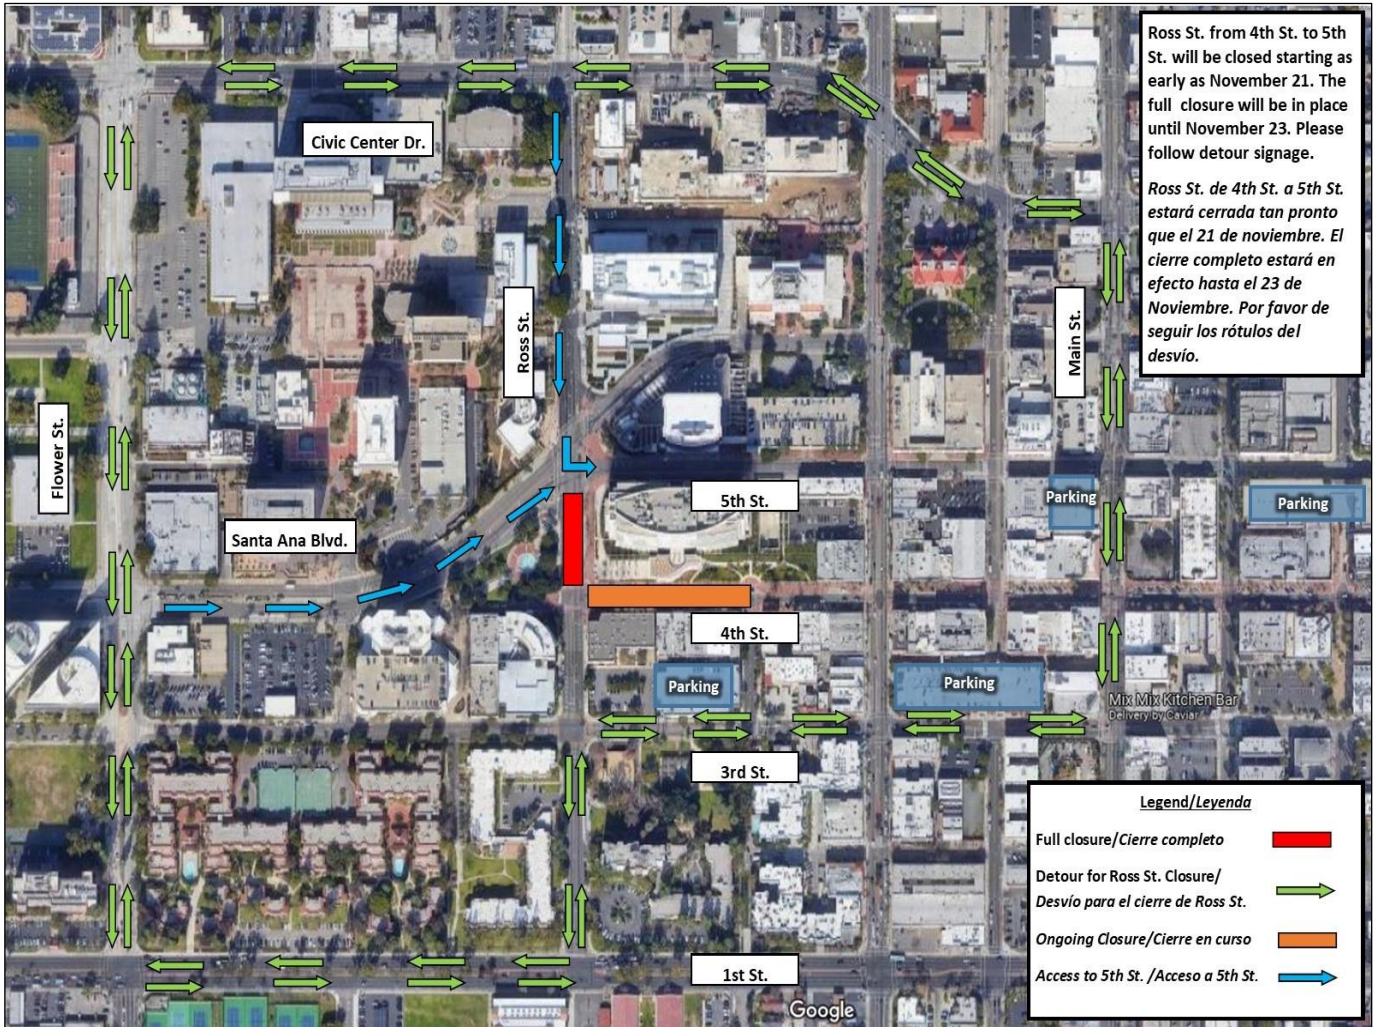 Ross St. from 4th St. to 5th
St. will be closed starting as
early as November 21. The
full closure will be in place
until November 23. Please
follow detour signage.
Ross St. de 4th St. a 5th St.
estará cerrada tan pronto
que el 21 de noviembre. El
cierre completo estará en
efecto hasta el 23 de
Noviembre. Por favor de
seguir los rótulos del
desvío.
Civic Center Dr.
Ross St.
Main St.
Flower St.
5th St.
Parking
Parking
Santa Ana Blvd.
4th St.
Parking
Parking
Mix Mix Kitchen Bar
Delivery by Caviar
3rd St.
Legend/Leyenda
Full closure/Cierre completo
Detour for Ross St. Closure/
Desvío para el cierre de Ross St.
Ongoing Closure/Cierre en curso
Access to 5th St. /Acceso a 5th St.
1st St.
Google